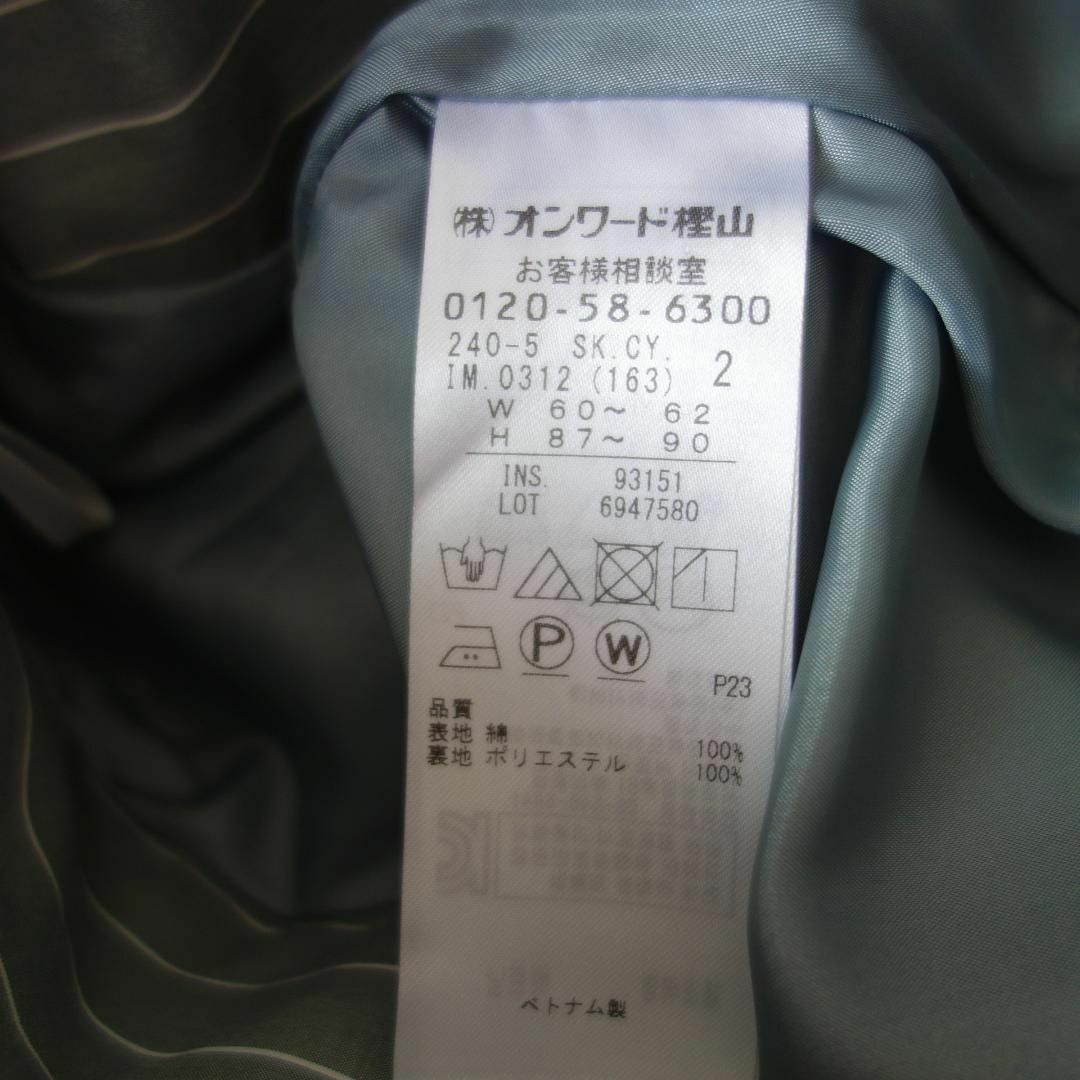 (株)オンワード樫山
お客様相談室
0120-58-6300
240-5 SK.CY. 2
IM.0312 (163)
W 60～ 62
H 87～ 90
INS. 93151
LOT 6947580
P W
P23
品質
表地 綿 100%
裏地 ポリエステル 100%
ベトナム製